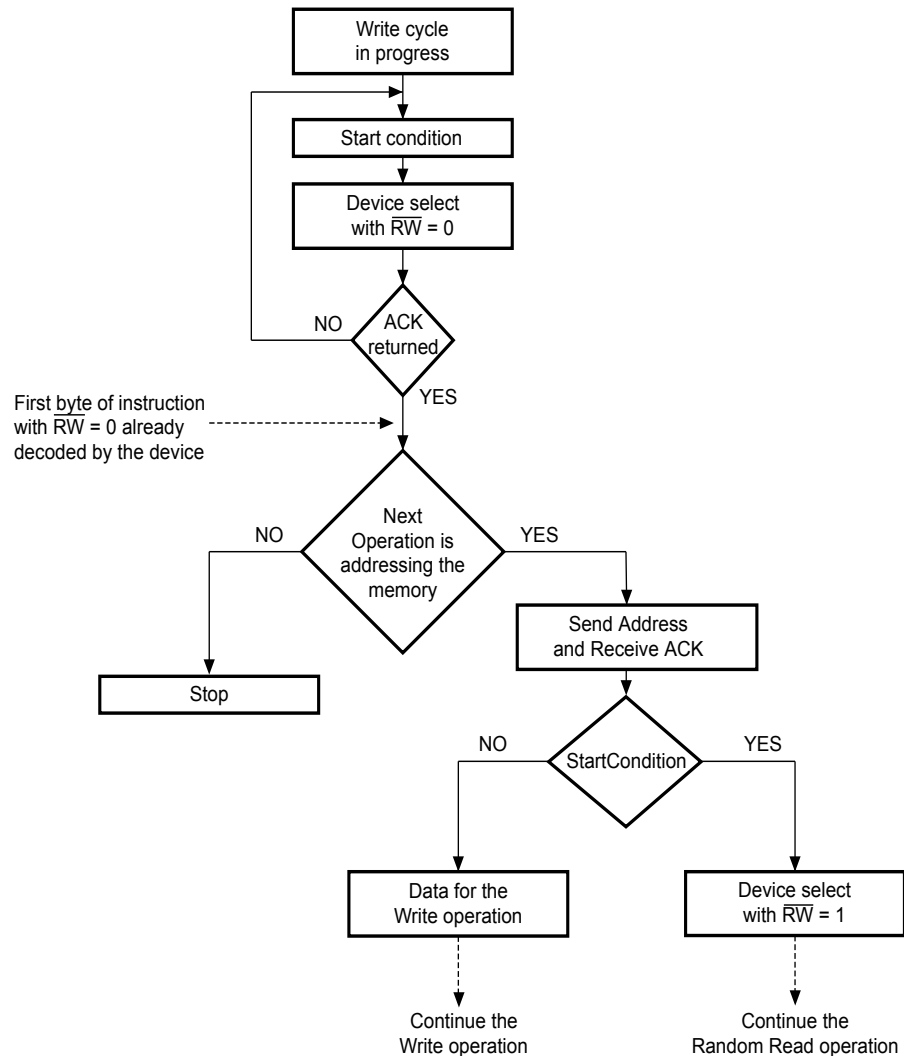 Write cycle
in progress
Start condition
Device select
with R̅W̅ = 0
NO
ACK
returned
YES
First byte of instruction
with R̅W̅ = 0 already
decoded by the device
NO
Next
Operation is
addressing the
memory
YES
Send Address
and Receive ACK
Stop
NO
StartCondition
YES
Data for the
Write operation
Device select
with R̅W̅ = 1
Continue the
Write operation
Continue the
Random Read operation